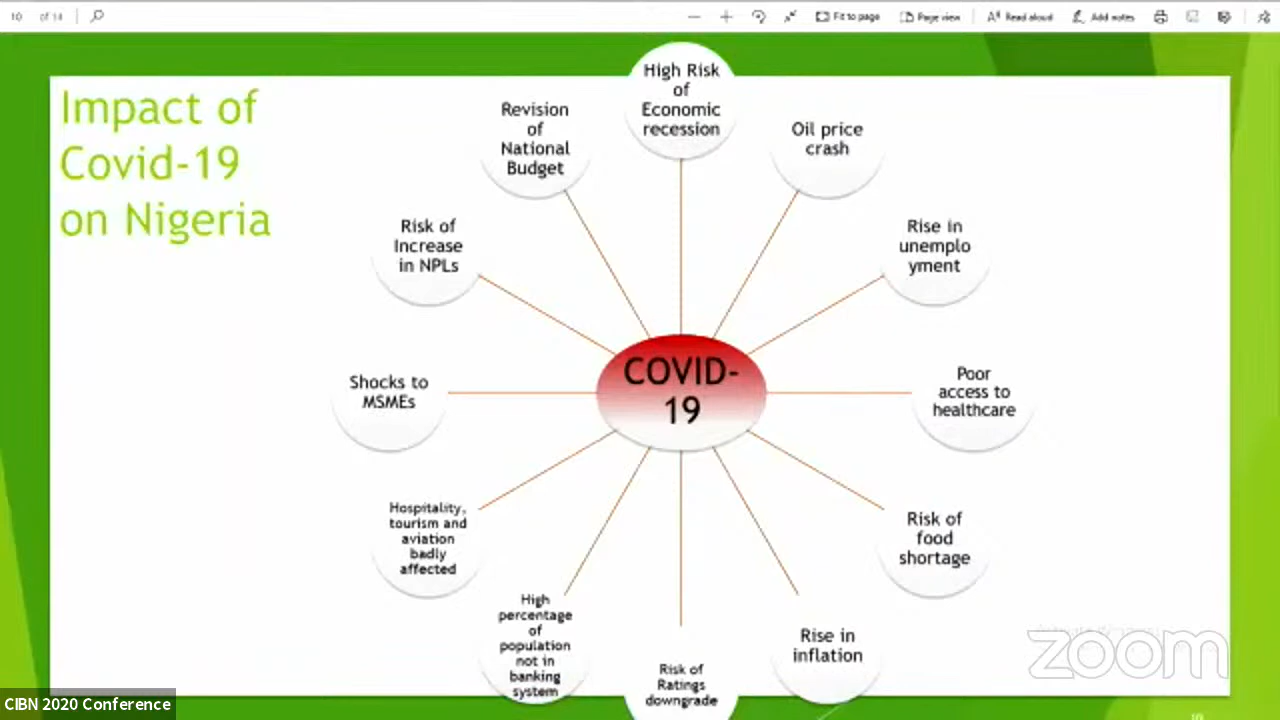 10 of 14
Fit to page
Page view
Read aloud
Add notes
Impact of
Covid-19
on Nigeria
High Risk
of
Economic
recession
Oil price
crash
Rise in
unemplo
yment
Poor
access to
healthcare
Risk of
food
shortage
Rise in
inflation
Risk of
Ratings
downgrade
High
percentage
of
population
not in
banking
system
Hospitality,
tourism and
aviation
badly
affected
Shocks to
MSMEs
Risk of
Increase
in NPLs
Revision
of
National
Budget
COVID-
19
zoom
CIBN 2020 Conference